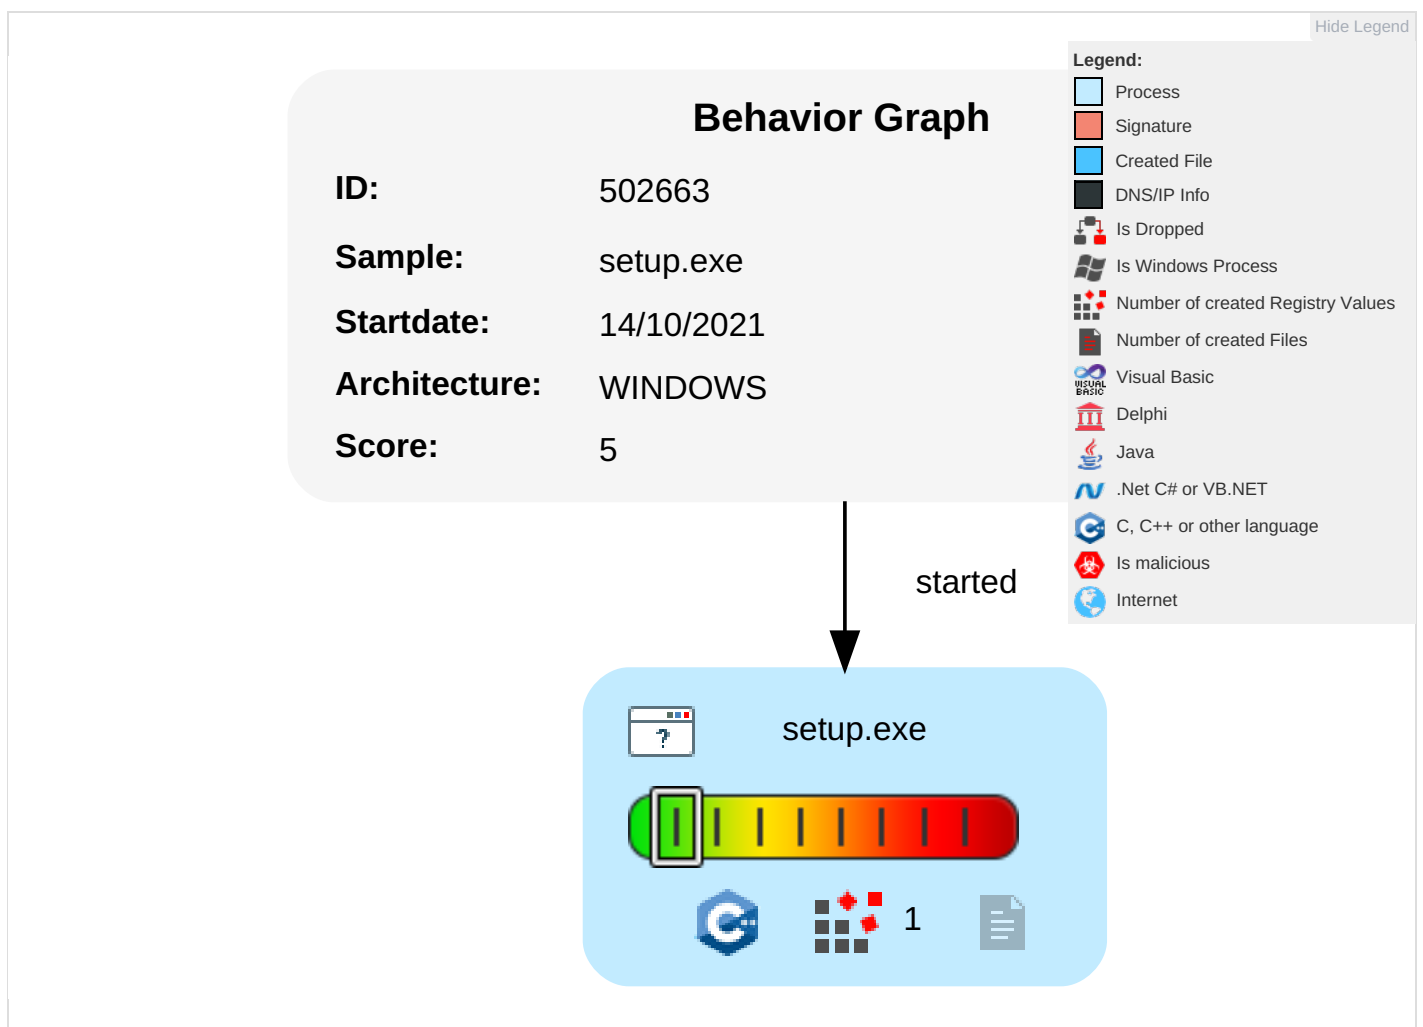 Hide Legend
Legend:
Process
Signature
Created File
DNS/IP Info
Is Dropped
Is Windows Process
Number of created Registry Values
Number of created Files
VISUAL BASIC
Visual Basic
Delphi
Java
.Net C# or VB.NET
C, C++ or other language
Is malicious
Internet
Behavior Graph
ID: 502663
Sample: setup.exe
Startdate: 14/10/2021
Architecture: WINDOWS
Score: 5
started
? setup.exe
1